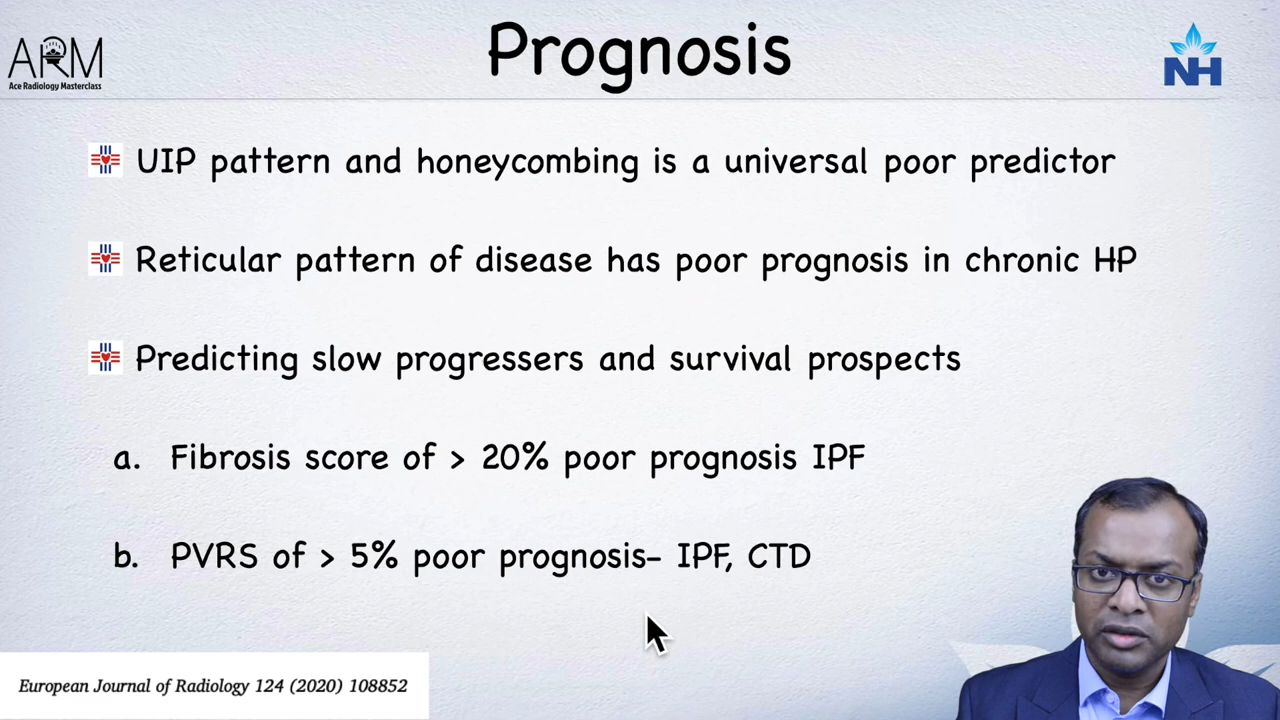 ARM
Ace Radiology Masterclass
Prognosis
NH
UIP pattern and honeycombing is a universal poor predictor
Reticular pattern of disease has poor prognosis in chronic HP
Predicting slow progressers and survival prospects
a. Fibrosis score of > 20% poor prognosis IPF
b. PVRS of > 5% poor prognosis- IPF, CTD
European Journal of Radiology 124 (2020) 108852